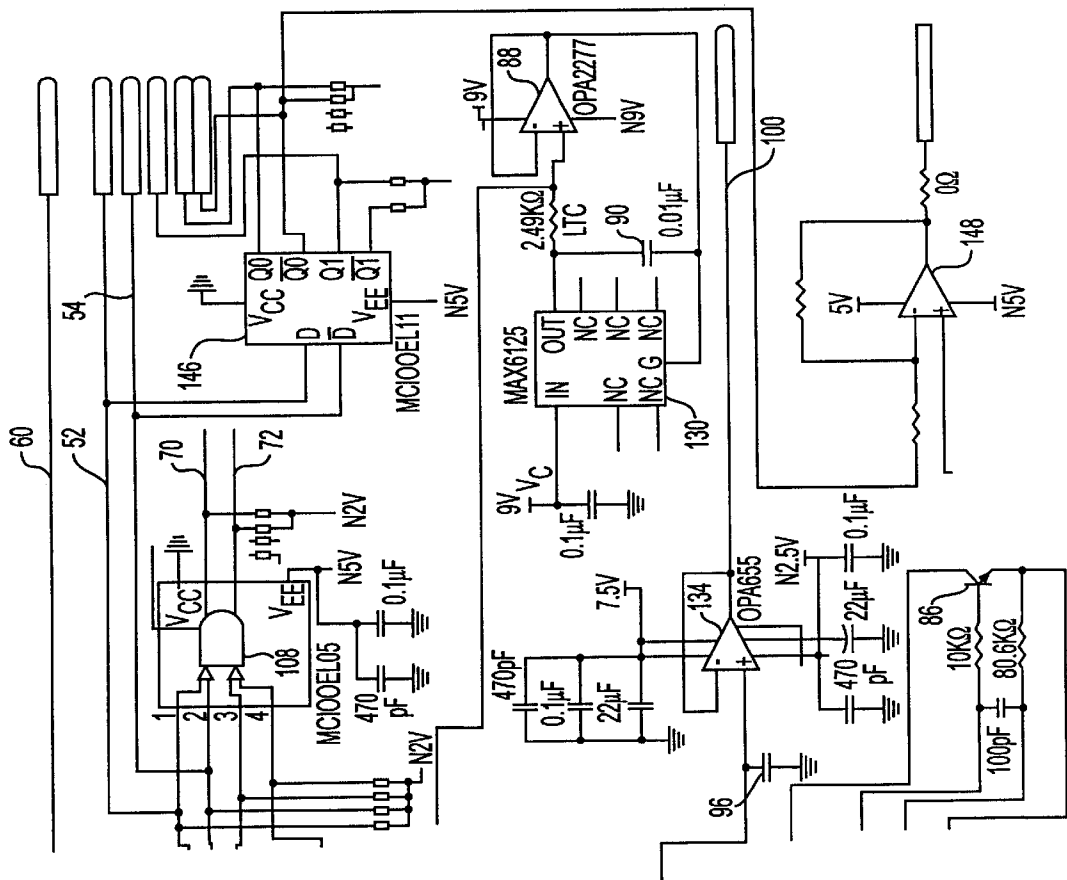 60
52
54
146
70
72
VCC
Q0
Q0
Q1
Q1
D
D
VEE
N5V
MC100EL11
VCC
VEE
108
1
2
3
4
MC100EL05
N2V
N5V
0.1µF
470
pF
N2V
9V
88
OPA2277
N9V
2.49KΩ
LTC
90
0.01µF
MAX6125
IN
OUT
NC
NC
NC
NC
NC G
130
9V
VC
0.1µF
100
7.5V
134
OPA655
470pF
0.1µF
22µF
96
N2.5V
0.1µF
22µF
470
pF
86
10KΩ
80.6KΩ
100pF
5V
148
N5V
0Ω